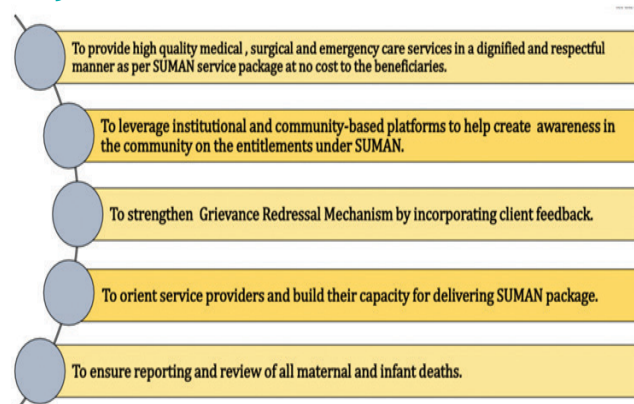 To provide high quality medical , surgical and emergency care services in a dignified and respectful
manner as per SUMAN service package at no cost to the beneficiaries.
To leverage institutional and community-based platforms to help create awareness in
the community on the entitlements under SUMAN.
To strengthen Grievance Redressal Mechanism by incorporating client feedback.
To orient service providers and build their capacity for delivering SUMAN package.
To ensure reporting and review of all maternal and infant deaths.